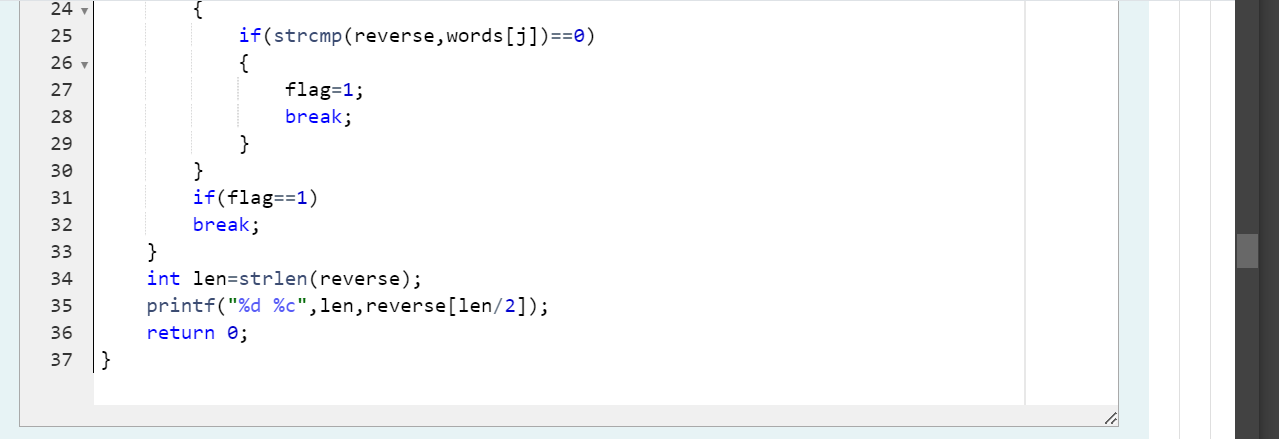 24 {
25 if(strcmp(reverse,words[j])==0)
26 {
27 flag=1;
28 break;
29 }
30 }
31 if(flag==1)
32 break;
33 }
34 int len=strlen(reverse);
35 printf("%d %c",len,reverse[len/2]);
36 return 0;
37 }